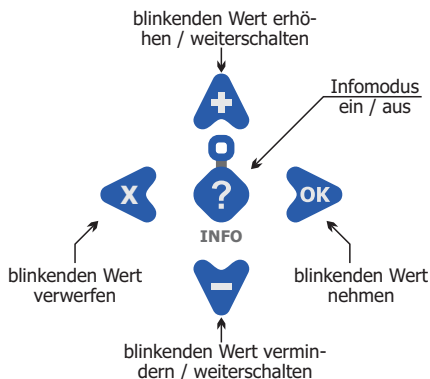 blinkenden Wert erhö-
hen / weiterschalten
Infomodus
ein / aus
+
X
?
OK
INFO
blinkenden Wert
verwerfen
blinkenden Wert
nehmen
−
blinkenden Wert vermin-
dern / weiterschalten